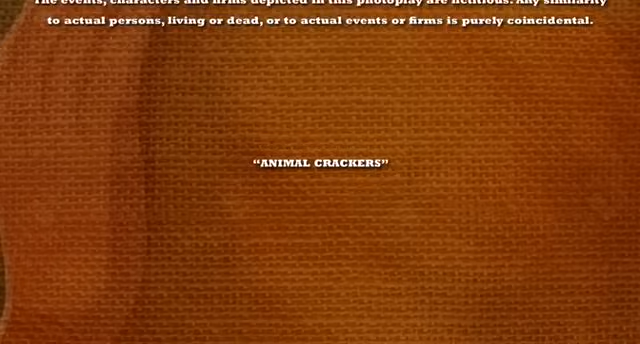 The events, characters and firms depicted in this photoplay are fictitious. Any similarity
to actual persons, living or dead, or to actual events or firms is purely coincidental.
“ANIMAL CRACKERS”